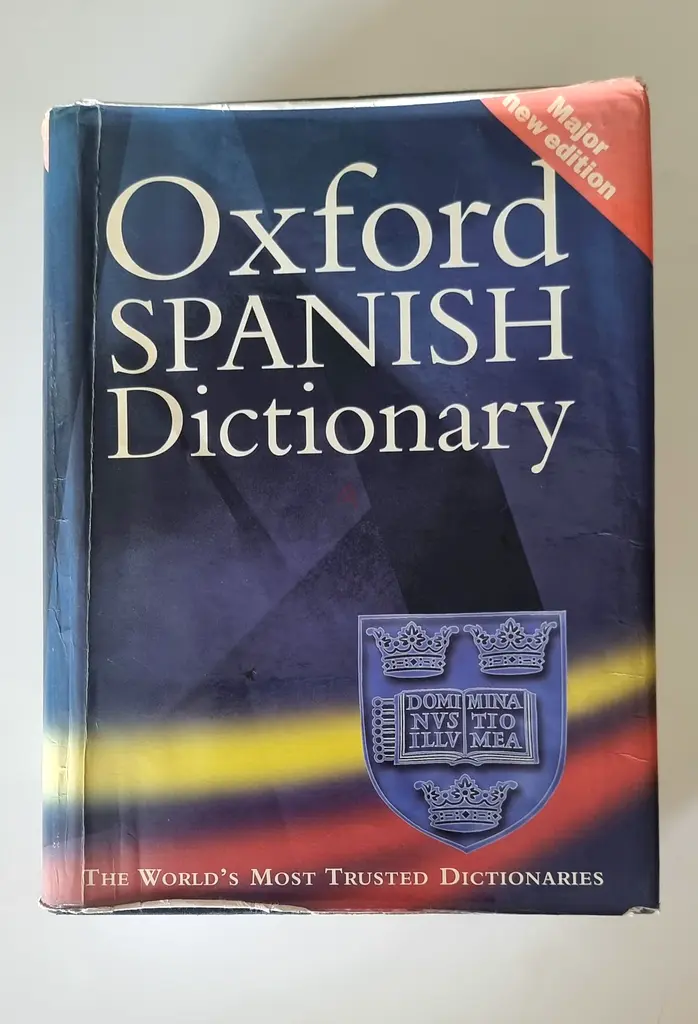 Major
new edition
Oxford
SPANISH
Dictionary
DOMI MINA
NVS TIO
ILLV MEA
THE WORLD'S MOST TRUSTED DICTIONARIES